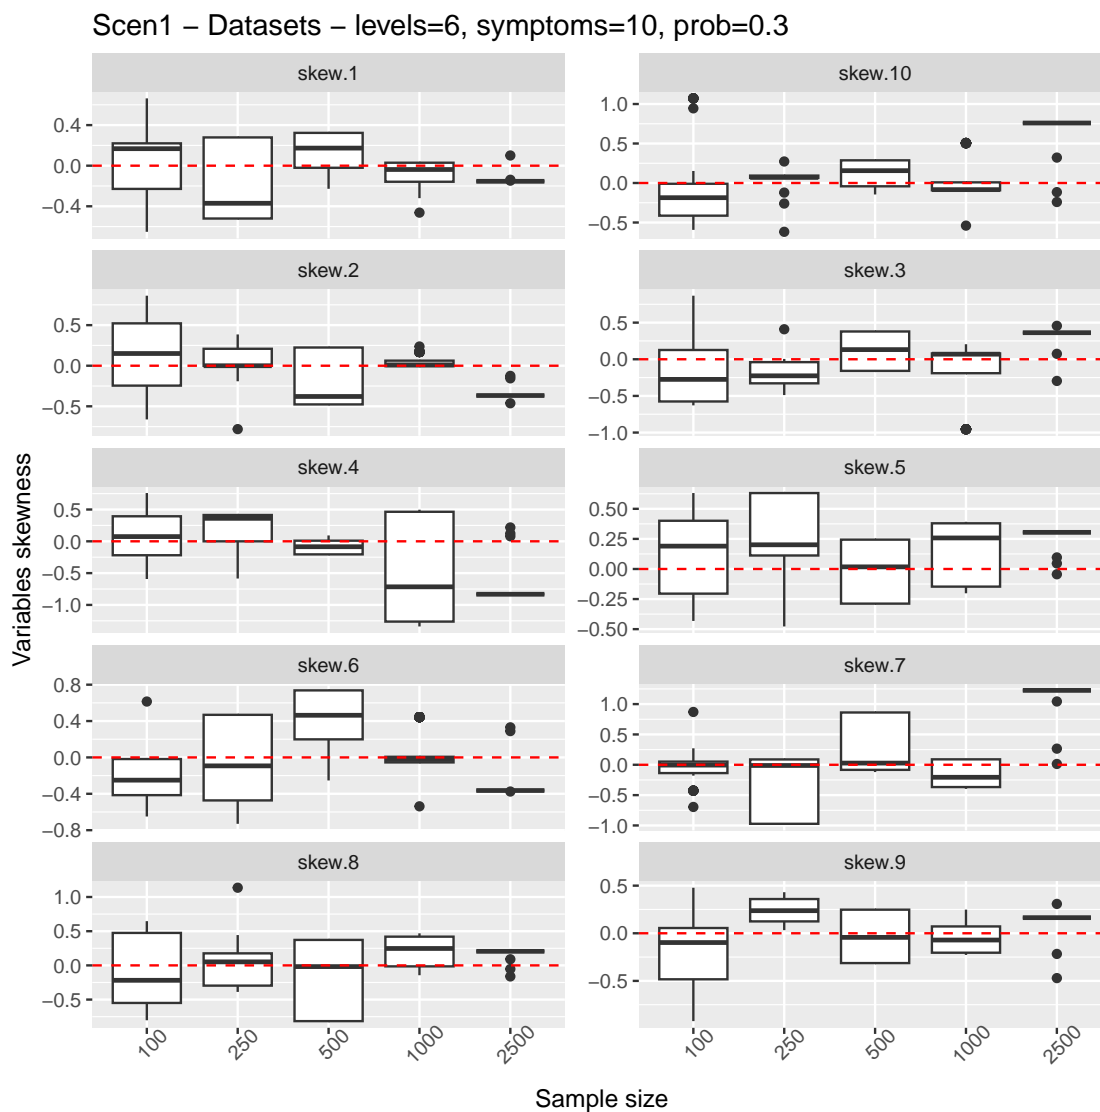 Scen1 − Datasets − levels=6, symptoms=10, prob=0.3
skew.1
0.4
0.0
−0.4
skew.10
1.0
0.5
0.0
−0.5
skew.2
0.5
0.0
−0.5
skew.3
0.5
0.0
−0.5
−1.0
skew.4
0.5
0.0
−0.5
−1.0
skew.5
0.50
0.25
0.00
−0.25
−0.50
skew.6
0.8
0.4
0.0
−0.4
−0.8
skew.7
1.0
0.5
0.0
−0.5
−1.0
skew.8
1.0
0.5
0.0
−0.5
skew.9
0.5
0.0
−0.5
100 250 500 1000 2500
100 250 500 1000 2500
Variables skewness
Sample size